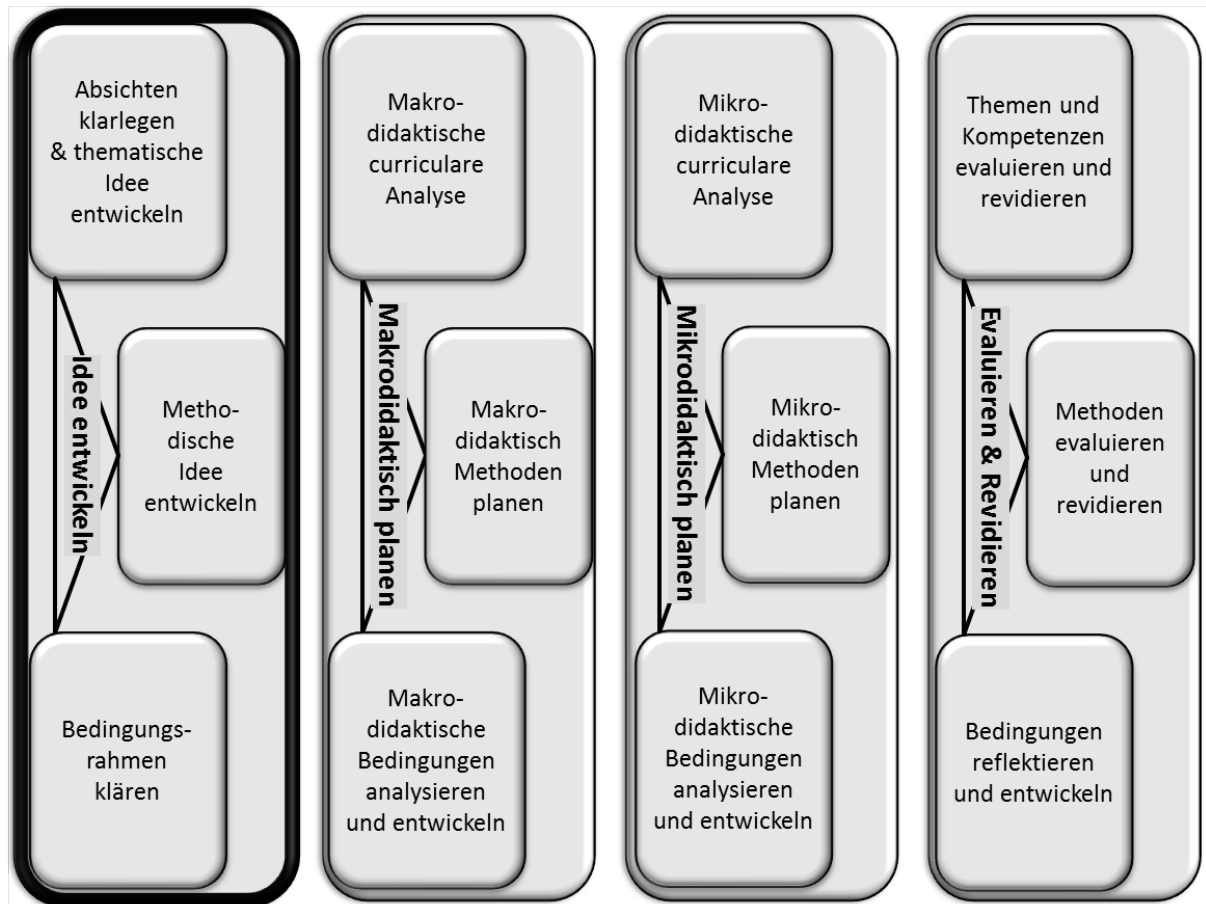 Absichten
klarlegen
& thematische
Idee
entwickeln
Idee entwickeln
Metho-
dische
Idee
entwickeln
Bedingungs-
rahmen
klären
Makro-
didaktische
curriculare
Analyse
Makrodidaktisch planen
Makro-
didaktisch
Methoden
planen
Makro-
didaktische
Bedingungen
analysieren
und entwickeln
Mikro-
didaktische
curriculare
Analyse
Mikrodidaktisch planen
Mikro-
didaktisch
Methoden
planen
Mikro-
didaktische
Bedingungen
analysieren
und entwickeln
Themen und
Kompetenzen
evaluieren und
revidieren
Evaluieren & Revidieren
Methoden
evaluieren
und
revidieren
Bedingungen
reflektieren
und entwickeln